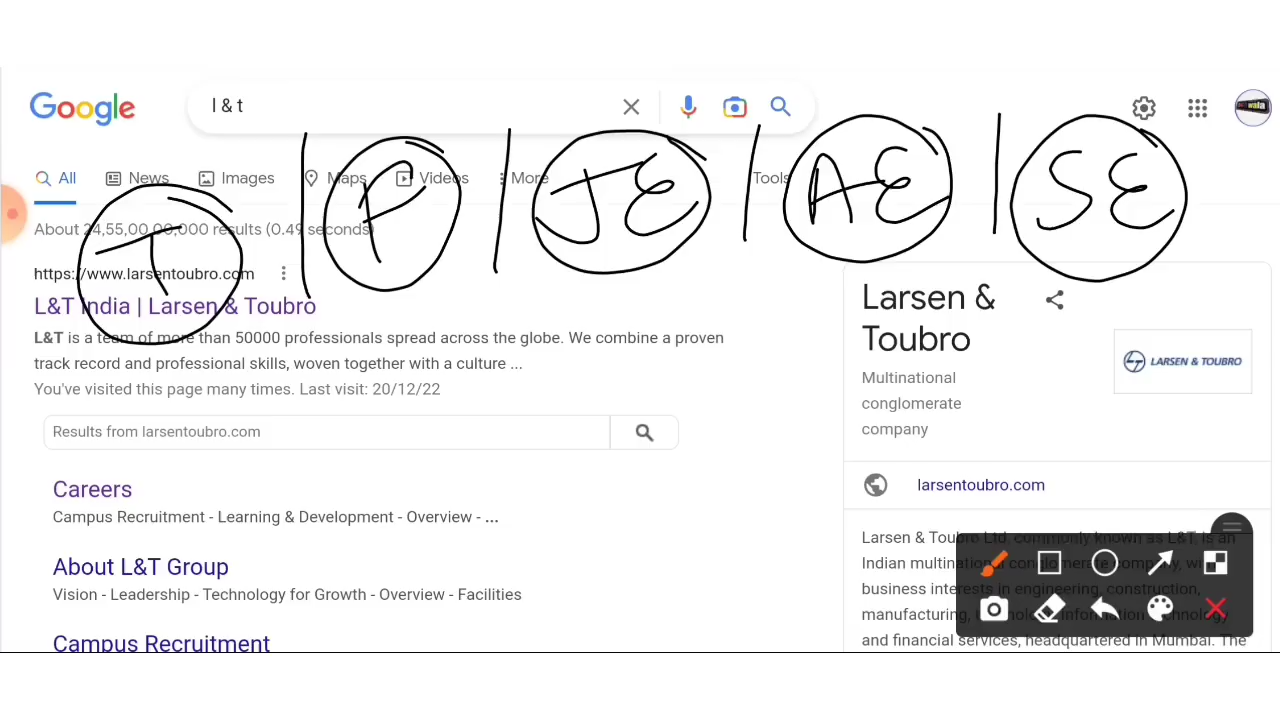 Google
l & t
All News Images Maps Videos More Tools
T | P | JE | AE | SE
About 24,55,00,00,000 results (0.49 seconds)
https://www.larsentoubro.com
L&T India | Larsen & Toubro
L&T is a team of more than 50000 professionals spread across the globe. We combine a proven
track record and professional skills, woven together with a culture ...
You've visited this page many times. Last visit: 20/12/22
Results from larsentoubro.com
Careers
Campus Recruitment - Learning & Development - Overview - ...
About L&T Group
Vision - Leadership - Technology for Growth - Overview - Facilities
Campus Recruitment
Larsen &
Toubro
LARSEN & TOUBRO
Multinational
conglomerate
company
larsentoubro.com
Larsen & Toubro Ltd, commonly known as L&T, is an
Indian multinational conglomerate company, with
business interests in engineering, construction,
manufacturing, technology, information technology
and financial services, headquartered in Mumbai. The